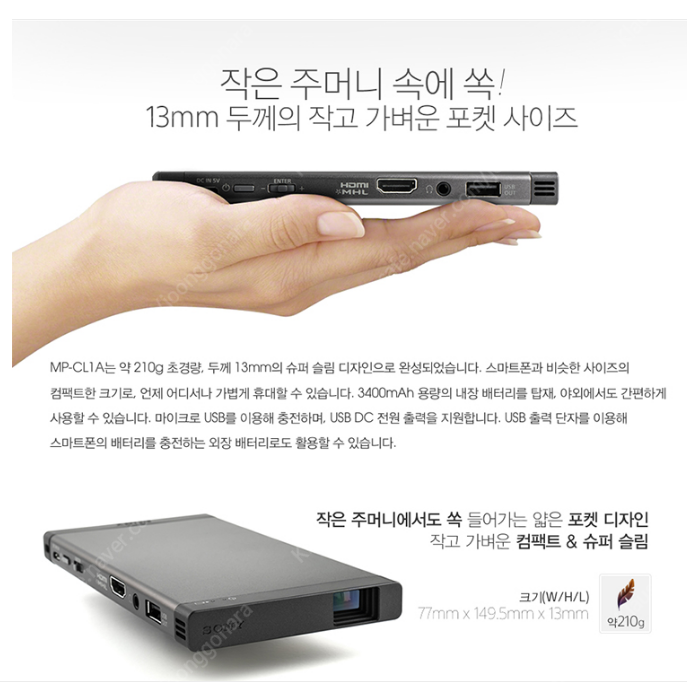 작은 주머니 속에 쏙!
13mm 두께의 작고 가벼운 포켓 사이즈
DC IN 5V
ENTER
- +
HDMI
MHL
USB OUT
MP-CL1A는 약 210g 초경량, 두께 13mm의 슈퍼 슬림 디자인으로 완성되었습니다. 스마트폰과 비슷한 사이즈의
컴팩트한 크기로, 언제 어디서나 가볍게 휴대할 수 있습니다. 3400mAh 용량의 내장 배터리를 탑재, 야외에서도 간편하게
사용할 수 있습니다. 마이크로 USB를 이용해 충전하며, USB DC 전원 출력을 지원합니다. USB 출력 단자를 이용해
스마트폰의 배터리를 충전하는 외장 배터리로도 활용할 수 있습니다.
작은 주머니에서도 쏙 들어가는 얇은 포켓 디자인
작고 가벼운 컴팩트 & 슈퍼 슬림
크기(W/H/L)
77mm x 149.5mm x 13mm
약210g
HDMI
SONY